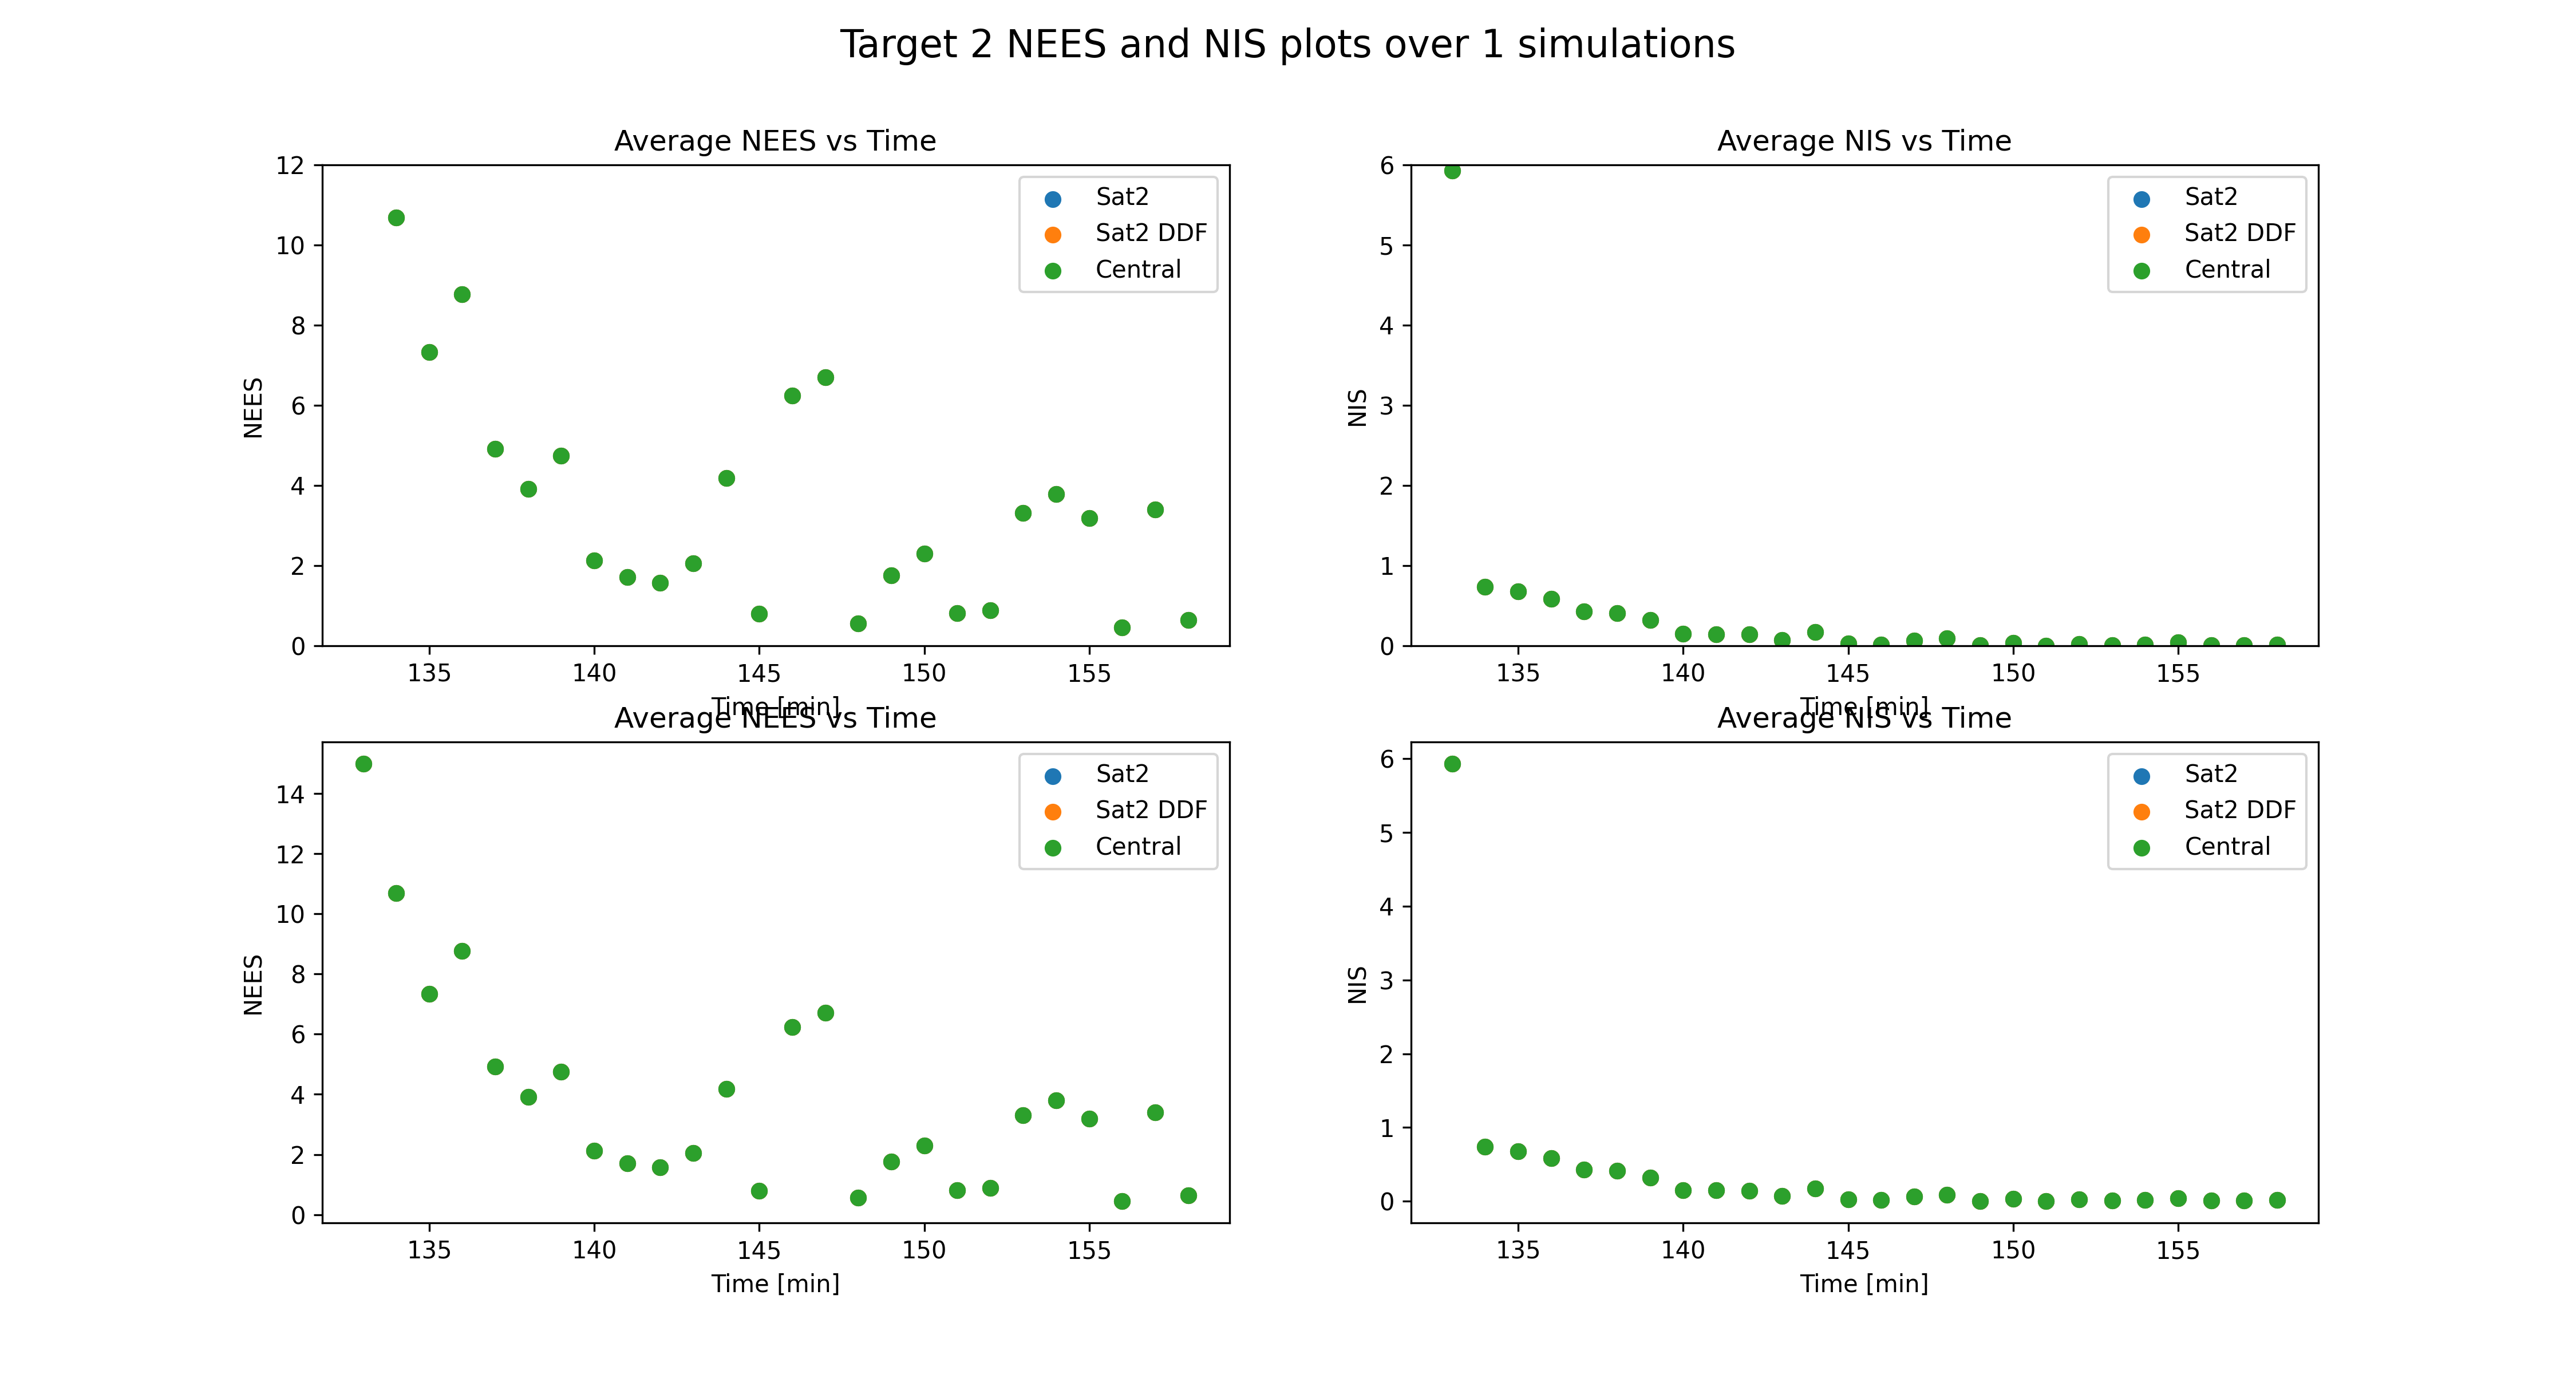 Target 2 NEES and NIS plots over 1 simulations
Average NEES vs Time
12
10
8
6
4
2
0
NEES
135 140 145 150 155
Time [min]
Sat2
Sat2 DDF
Central
Average NIS vs Time
6
5
4
3
2
1
0
NIS
135 140 145 150 155
Time [min]
Sat2
Sat2 DDF
Central
Average NEES vs Time
14
12
10
8
6
4
2
0
NEES
135 140 145 150 155
Time [min]
Sat2
Sat2 DDF
Central
Average NIS vs Time
6
5
4
3
2
1
0
NIS
135 140 145 150 155
Time [min]
Sat2
Sat2 DDF
Central